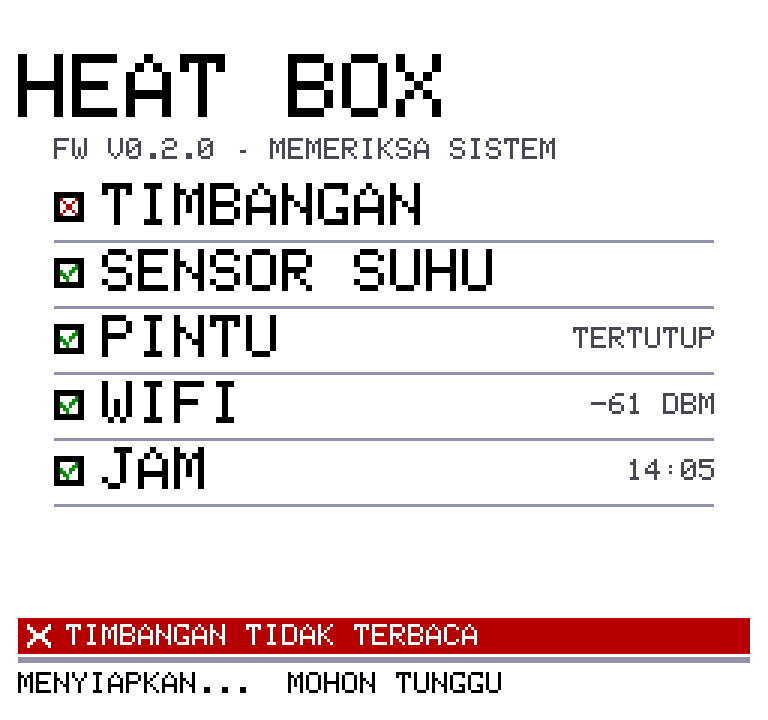 HEAT BOX
FW V0.2.0 - MEMERIKSA SISTEM
TIMBANGAN
SENSOR SUHU
PINTU TERTUTUP
WIFI -61 DBM
JAM 14:05
TIMBANGAN TIDAK TERBACA
MENYIAPKAN... MOHON TUNGGU